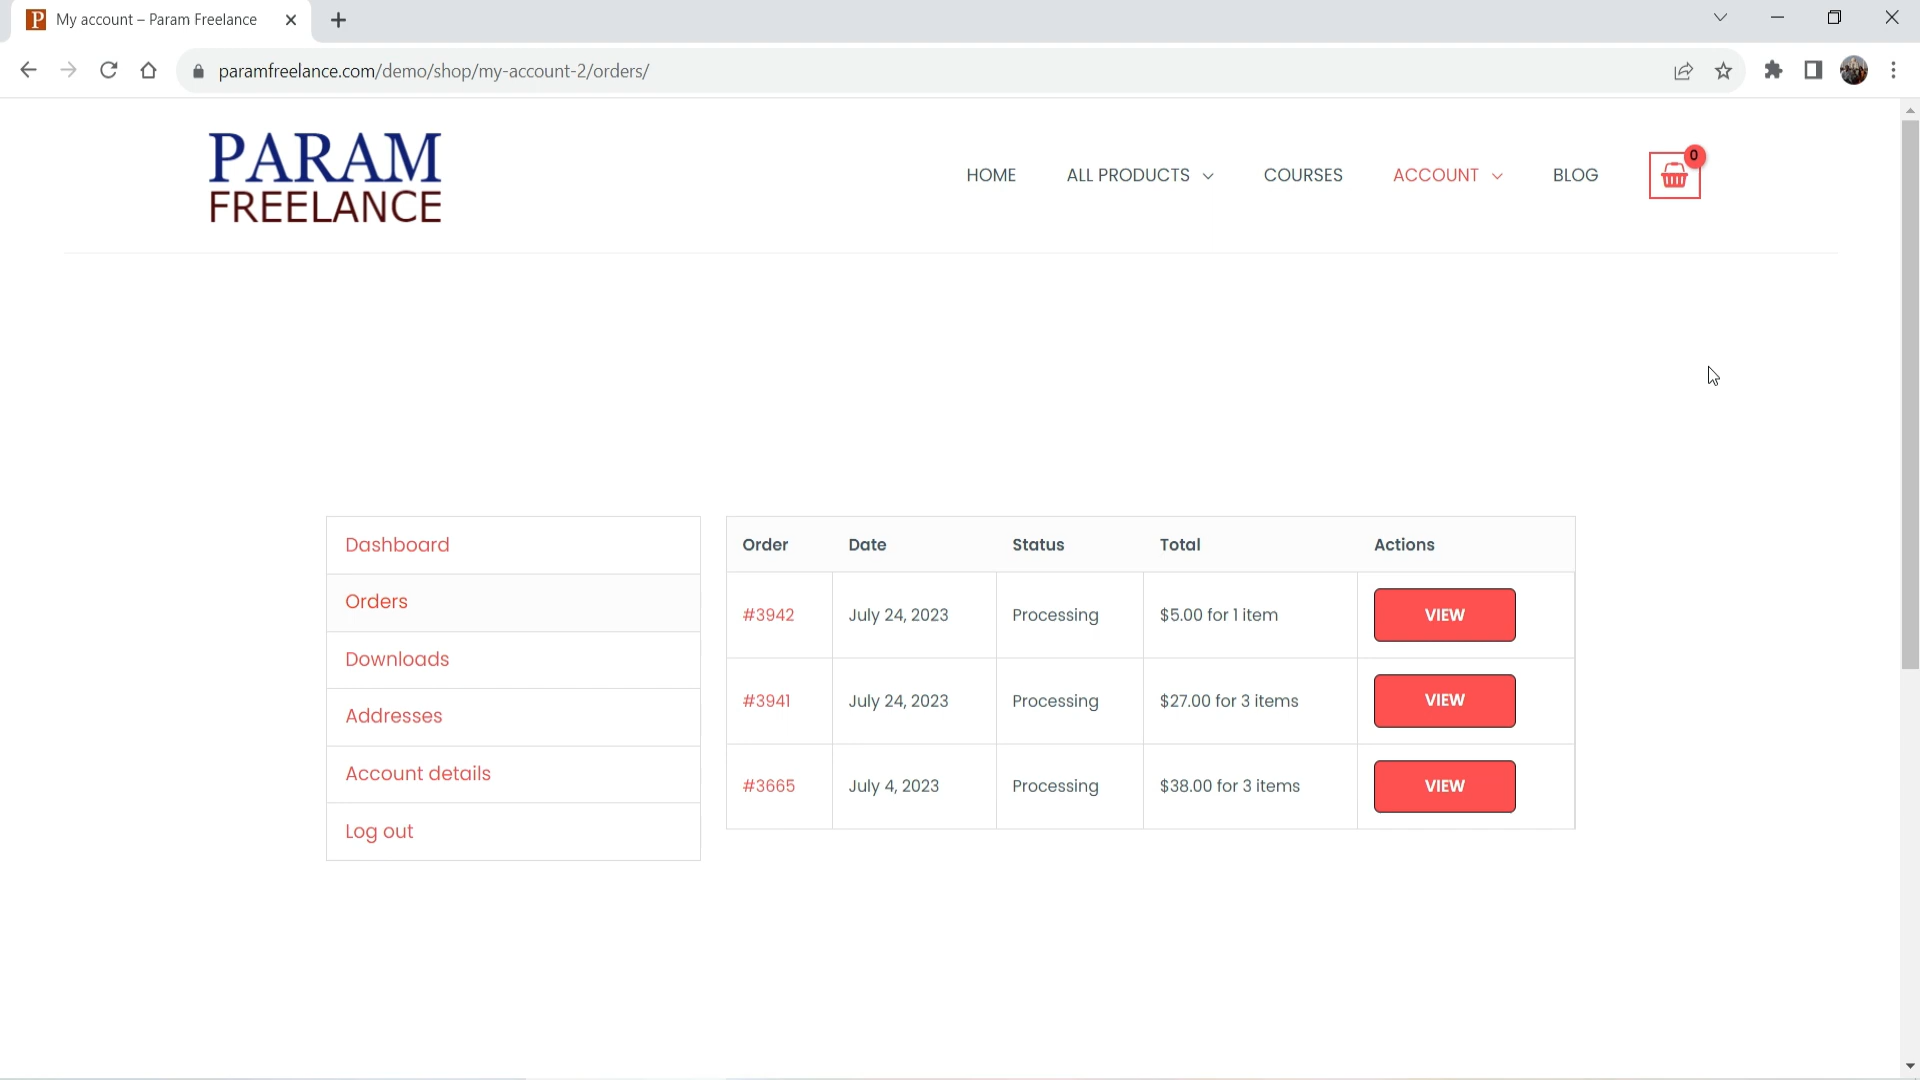 P My account – Param Freelance
paramfreelance.com/demo/shop/my-account-2/orders/
PARAM
FREELANCE
HOME ALL PRODUCTS COURSES ACCOUNT BLOG 0
Dashboard
Orders
Downloads
Addresses
Account details
Log out
Order Date Status Total Actions
#3942 July 24, 2023 Processing $5.00 for 1 item VIEW
#3941 July 24, 2023 Processing $27.00 for 3 items VIEW
#3665 July 4, 2023 Processing $38.00 for 3 items VIEW